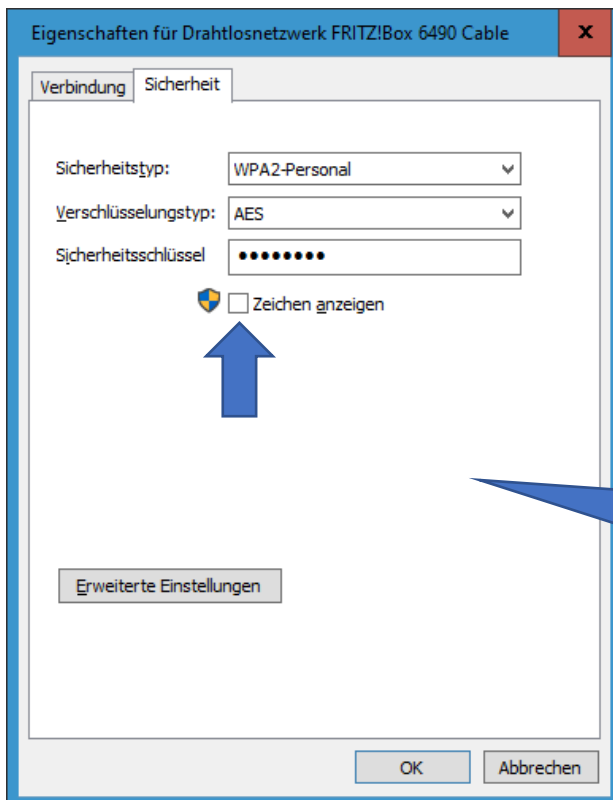 Eigenschaften für Drahtlosnetzwerk FRITZ!Box 6490 Cable x
Verbindung Sicherheit
Sicherheitstyp: WPA2-Personal
Verschlüsselungstyp: AES
Sicherheitsschlüssel ••••••••
Zeichen anzeigen
Erweiterte Einstellungen
OK Abbrechen